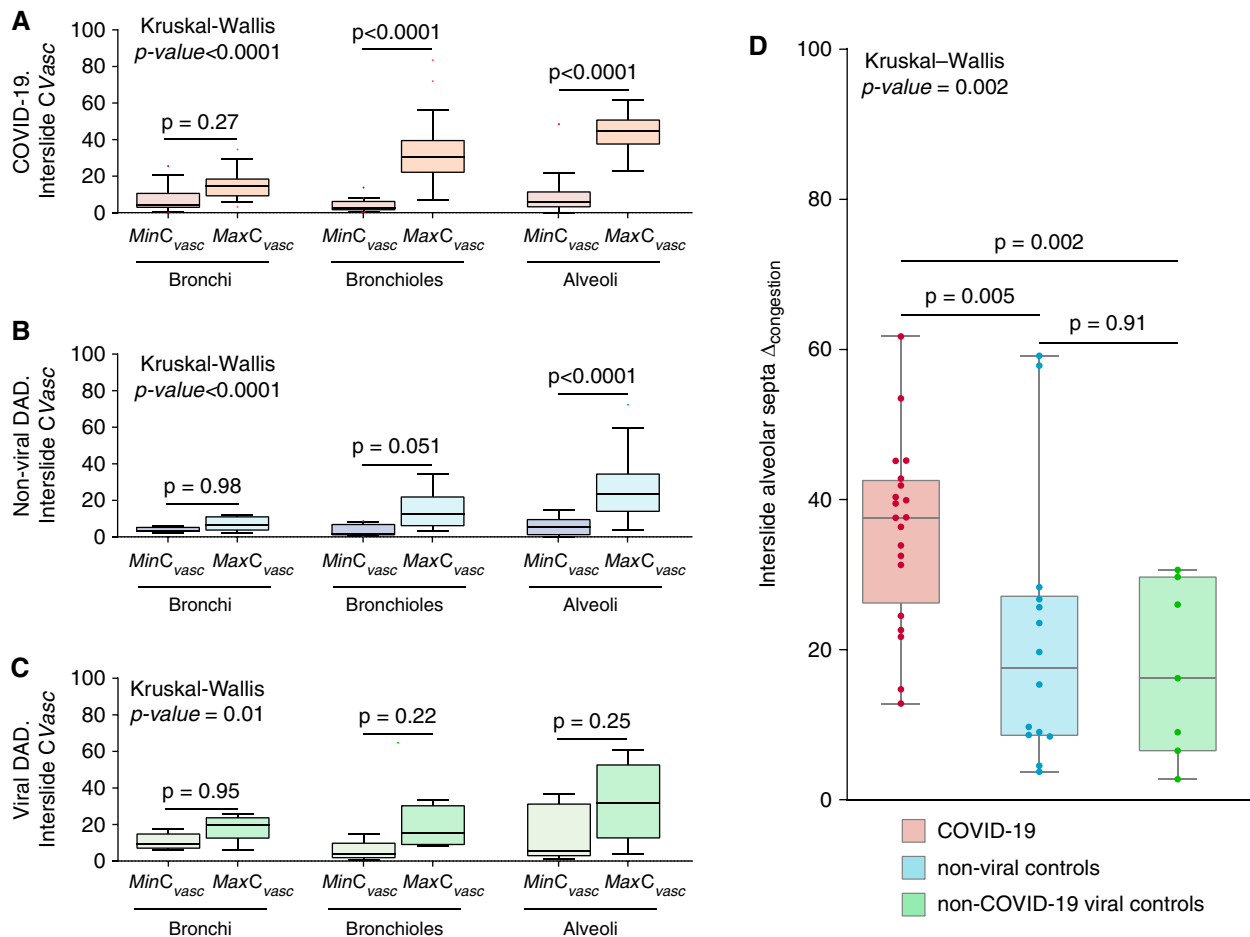 A
COVID-19.
Interslide CVasc
100
80
60
40
20
0
Kruskal-Wallis
p-value<0.0001
p = 0.27
p<0.0001
p<0.0001
MinCvasc MaxCvasc MinCvasc MaxCvasc MinCvasc MaxCvasc
Bronchi Bronchioles Alveoli
B
Non-viral DAD.
Interslide CVasc
100
80
60
40
20
0
Kruskal-Wallis
p-value<0.0001
p = 0.98
p = 0.051
p<0.0001
MinCvasc MaxCvasc MinCvasc MaxCvasc MinCvasc MaxCvasc
Bronchi Bronchioles Alveoli
C
Viral DAD.
Interslide CVasc
100
80
60
40
20
0
Kruskal-Wallis
p-value = 0.01
p = 0.95
p = 0.22
p = 0.25
MinCvasc MaxCvasc MinCvasc MaxCvasc MinCvasc MaxCvasc
Bronchi Bronchioles Alveoli
D
Interslide alveolar septa Δcongestion
100
80
60
40
20
0
Kruskal–Wallis
p-value = 0.002
p = 0.002
p = 0.005
p = 0.91
COVID-19
non-viral controls
non-COVID-19 viral controls